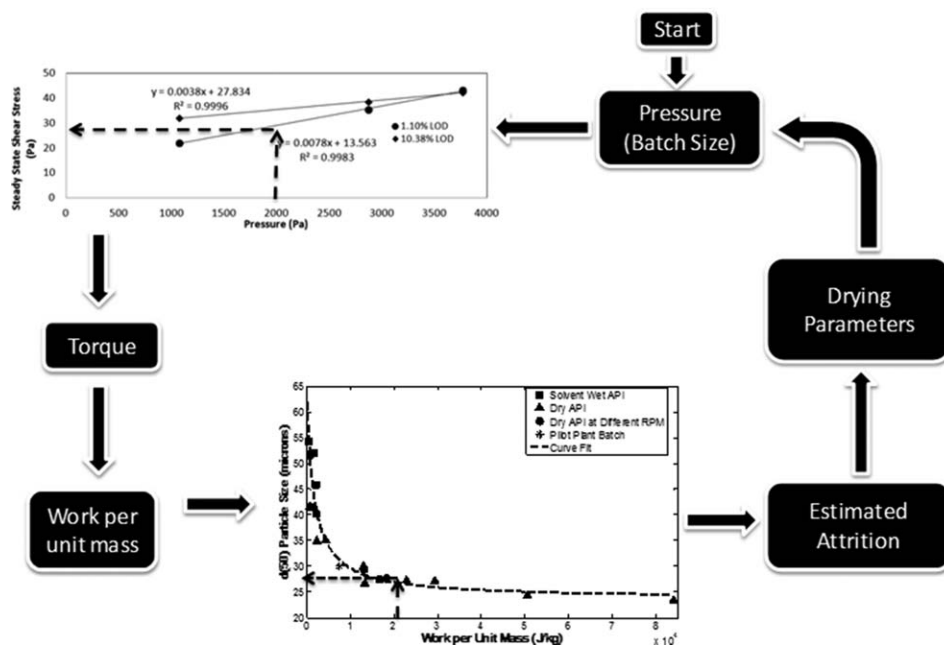 Start
Pressure
(Batch Size)
Steady State Shear Stress
(Pa)
50
40
30
20
10
0
y = 0.0038x + 27.834
R² = 0.9996
= 0.0078x + 13.563
R² = 0.9983
1.10% LOD
10.38% LOD
0 500 1000 1500 2000 2500 3000 3500 4000
Pressure (Pa)
Torque
Work per
unit mass
d(50) Particle Size (microns)
65
60
55
50
45
40
35
30
25
20
Solvent Wet API
Dry API
Dry API at Different RPM
Pilot Plant Batch
Curve Fit
0 1 2 3 4 5 6 7 8
Work per Unit Mass (J/kg)
× 10⁴
Estimated
Attrition
Drying
Parameters